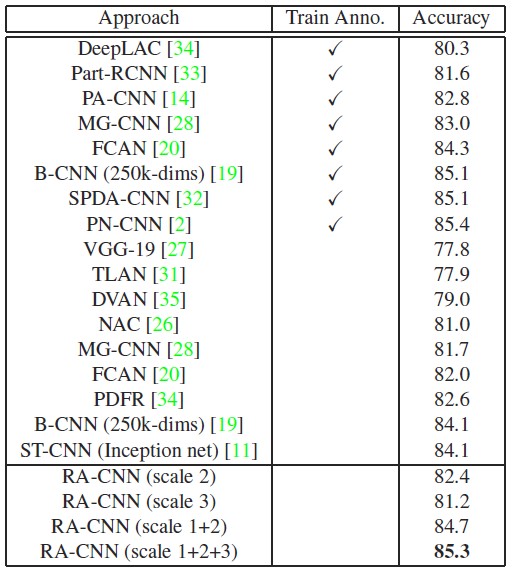 Approach Train Anno. Accuracy
DeepLAC [34] ✓ 80.3
Part-RCNN [33] ✓ 81.6
PA-CNN [14] ✓ 82.8
MG-CNN [28] ✓ 83.0
FCAN [20] ✓ 84.3
B-CNN (250k-dims) [19] ✓ 85.1
SPDA-CNN [32] ✓ 85.1
PN-CNN [2] ✓ 85.4
VGG-19 [27] 77.8
TLAN [31] 77.9
DVAN [35] 79.0
NAC [26] 81.0
MG-CNN [28] 81.7
FCAN [20] 82.0
PDFR [34] 82.6
B-CNN (250k-dims) [19] 84.1
ST-CNN (Inception net) [11] 84.1
RA-CNN (scale 2) 82.4
RA-CNN (scale 3) 81.2
RA-CNN (scale 1+2) 84.7
RA-CNN (scale 1+2+3) 85.3